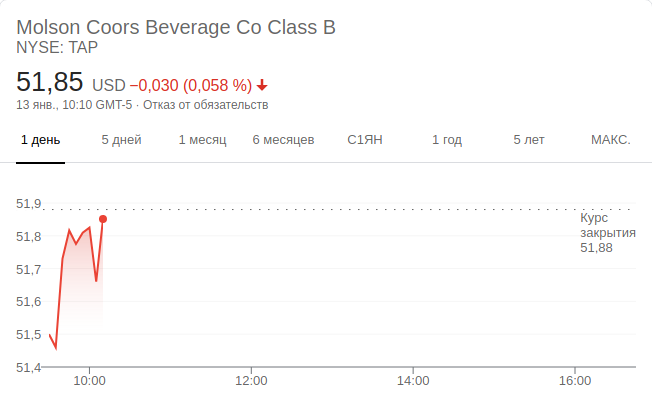 Molson Coors Beverage Co Class B
NYSE: TAP
51,85 USD −0,030 (0,058 %)
13 янв., 10:10 GMT-5 · Отказ от обязательств
1 день 5 дней 1 месяц 6 месяцев С1ЯН 1 год 5 лет МАКС.
51,9
Курс
закрытия
51,88
51,8
51,7
51,6
51,5
51,4
10:00 12:00 14:00 16:00